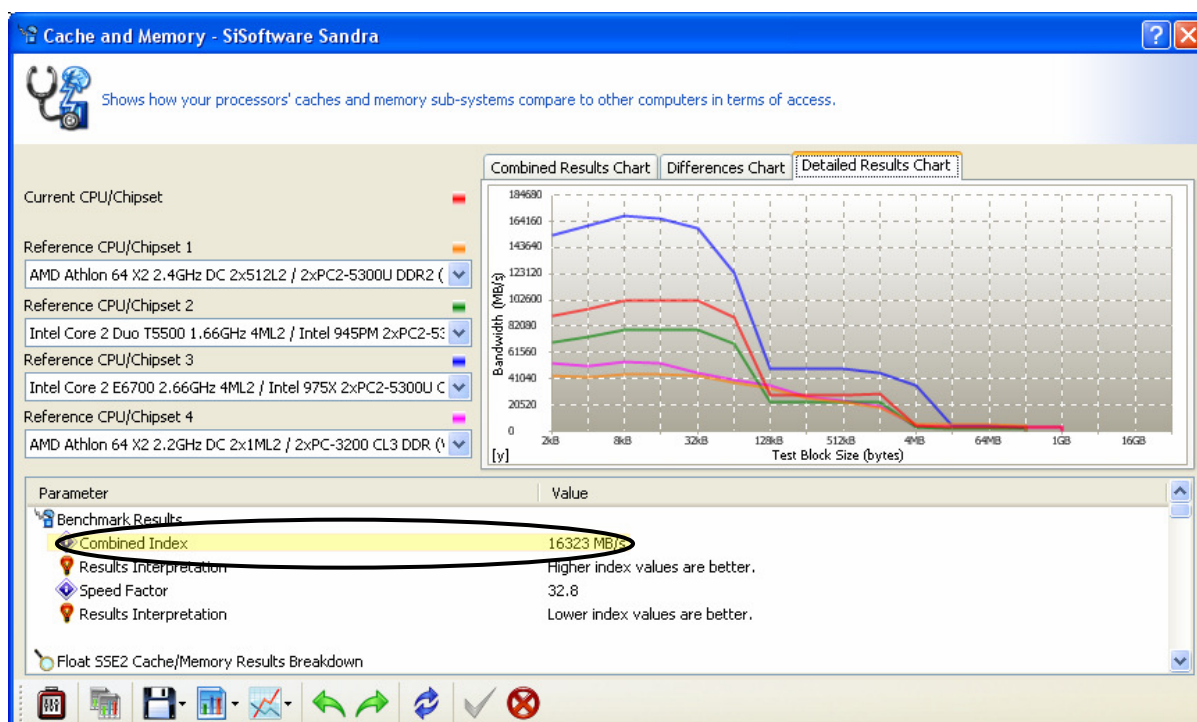 Cache and Memory - SiSoftware Sandra
Shows how your processors' caches and memory sub-systems compare to other computers in terms of access.
Combined Results Chart Differences Chart Detailed Results Chart
Current CPU/Chipset
Reference CPU/Chipset 1
AMD Athlon 64 X2 2.4GHz DC 2x512L2 / 2xPC2-5300U DDR2 (
Reference CPU/Chipset 2
Intel Core 2 Duo T5500 1.66GHz 4ML2 / Intel 945PM 2xPC2-53
Reference CPU/Chipset 3
Intel Core 2 E6700 2.66GHz 4ML2 / Intel 975X 2xPC2-5300U C
Reference CPU/Chipset 4
AMD Athlon 64 X2 2.2GHz DC 2x1ML2 / 2xPC-3200 CL3 DDR (
Bandwidth (MB/s)
184680
164160
143640
123120
102600
82080
61560
41040
20520
0
2kB 8kB 32kB 128kB 512kB 4MB 64MB 1GB 16GB
[y] Test Block Size (bytes)
Parameter Value
Benchmark Results
Combined Index 16323 MB/s
Results Interpretation Higher index values are better.
Speed Factor 32.8
Results Interpretation Lower index values are better.
Float SSE2 Cache/Memory Results Breakdown